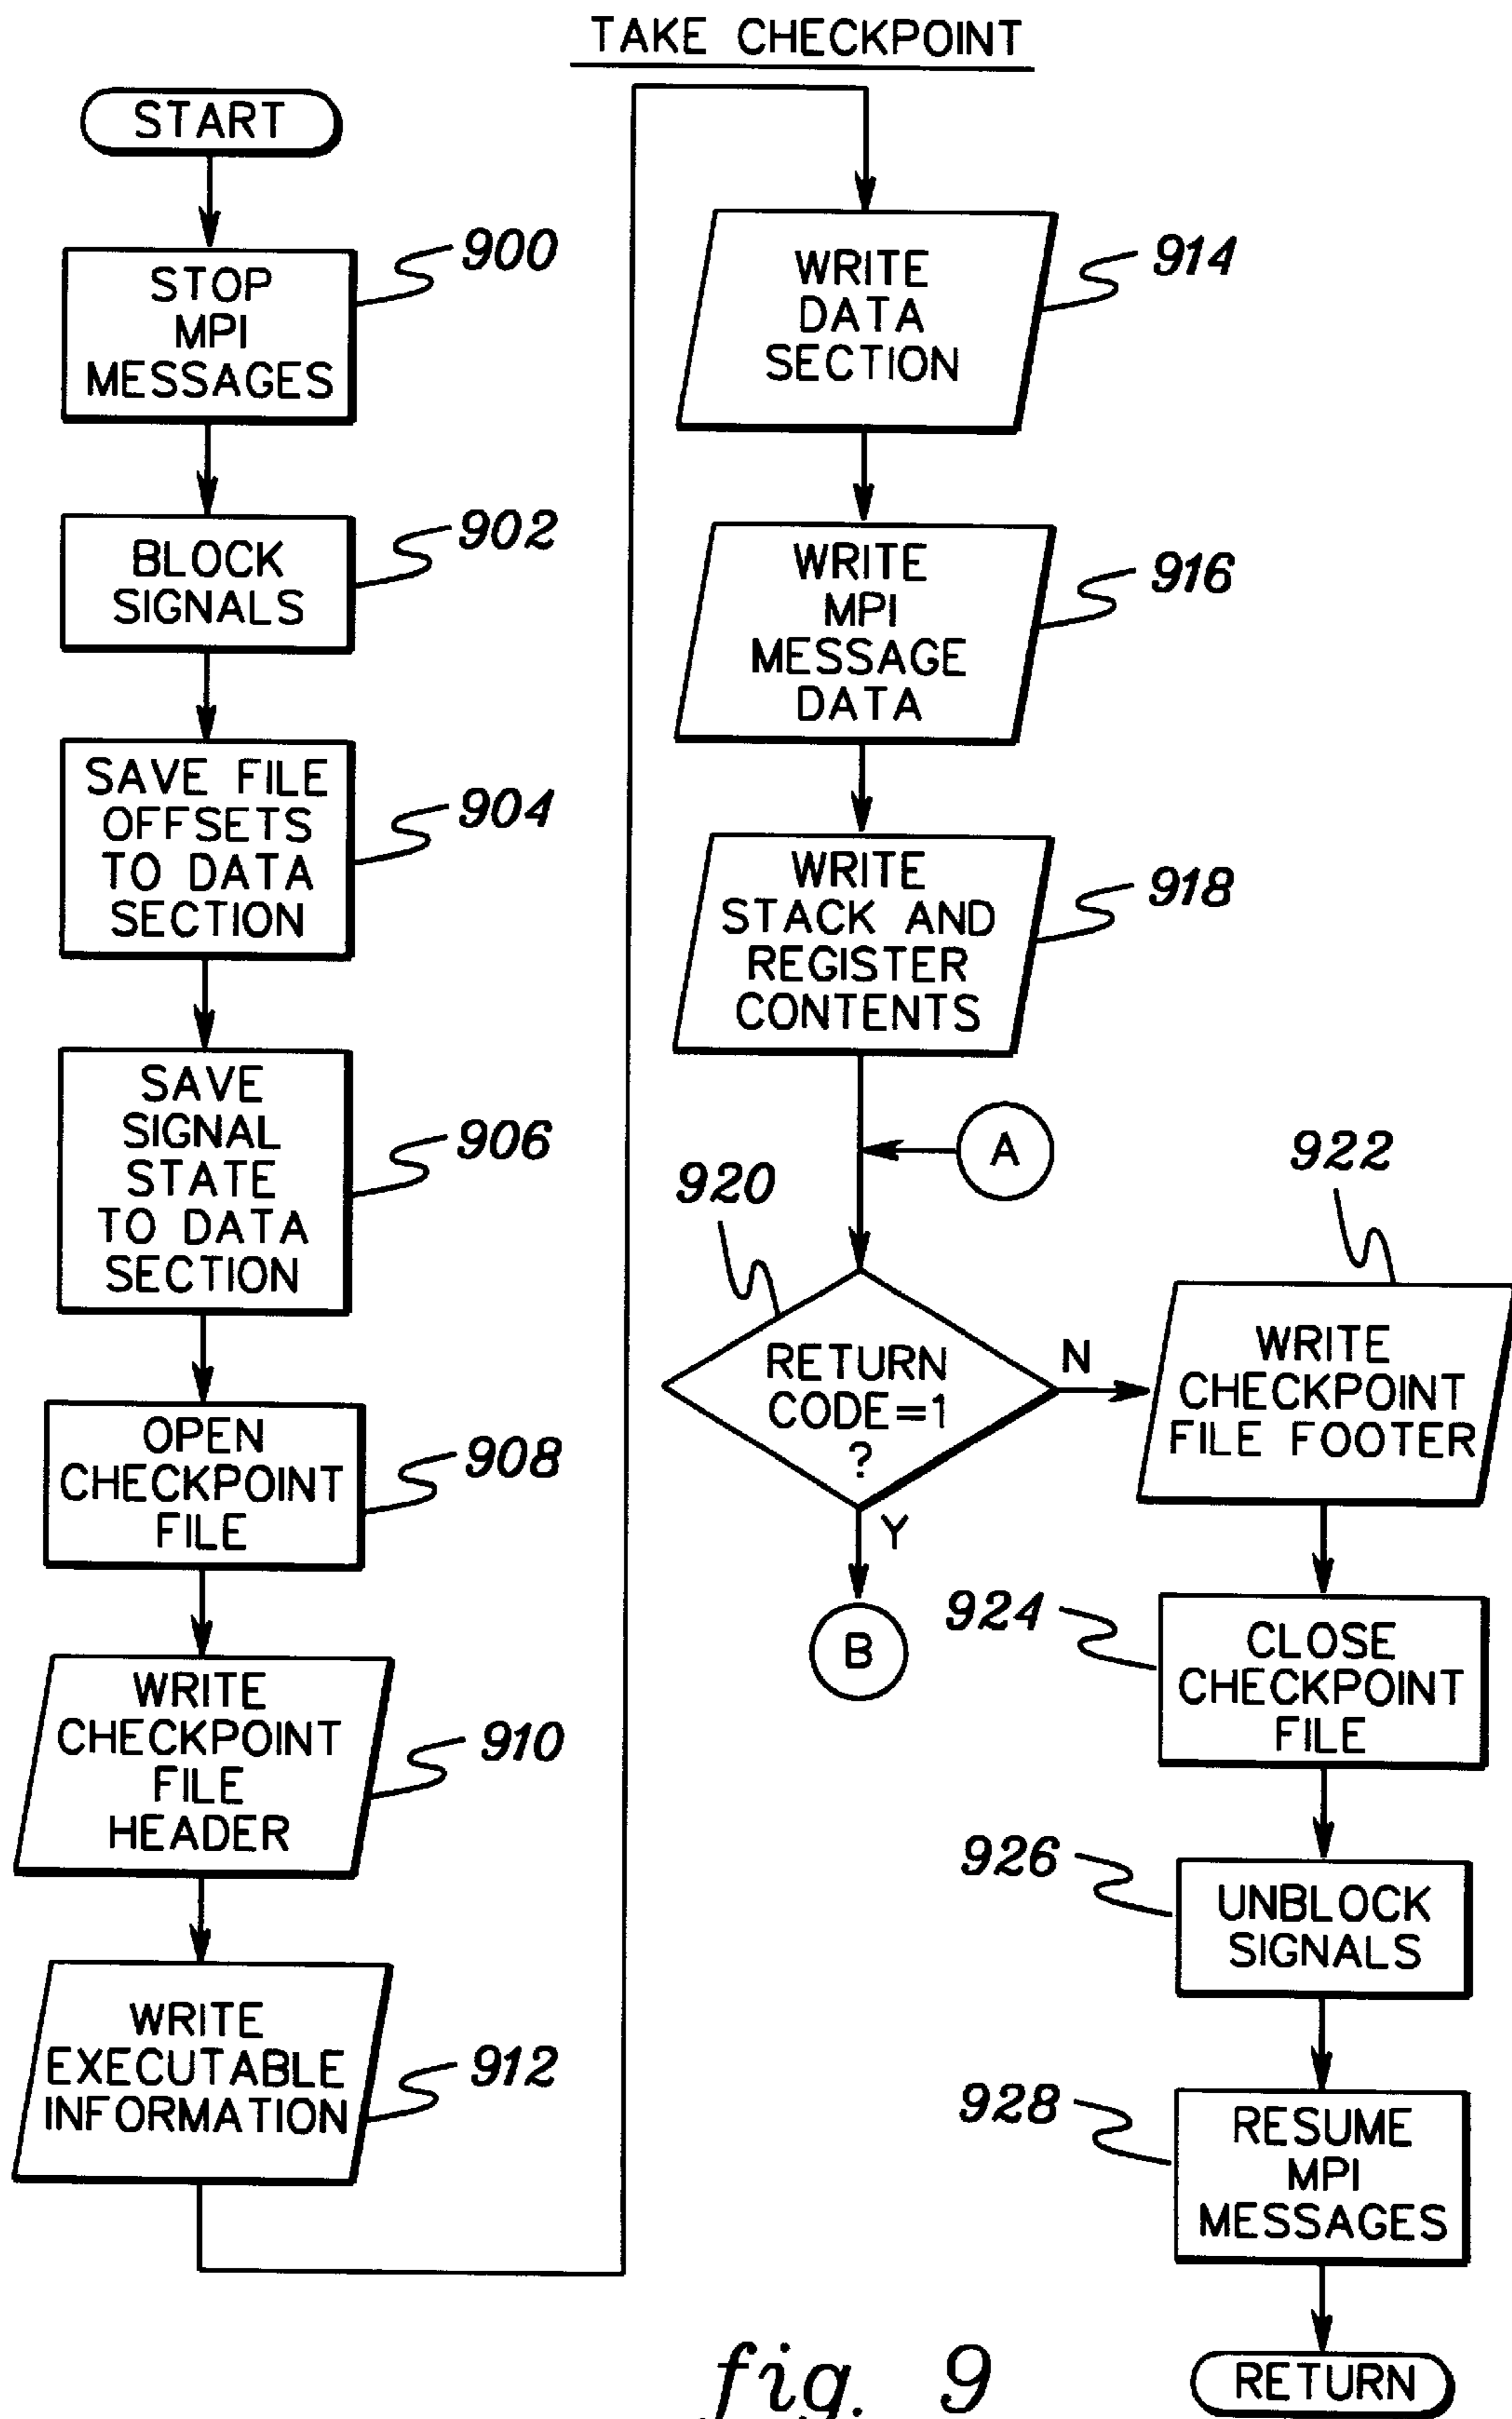 TAKE CHECKPOINT
START
STOP
MPI
MESSAGES
900
BLOCK
SIGNALS
902
SAVE FILE
OFFSETS
TO DATA
SECTION
904
SAVE
SIGNAL
STATE
TO DATA
SECTION
906
OPEN
CHECKPOINT
FILE
908
WRITE
CHECKPOINT
FILE
HEADER
910
WRITE
EXECUTABLE
INFORMATION
912
WRITE
DATA
SECTION
914
WRITE
MPI
MESSAGE
DATA
916
WRITE
STACK AND
REGISTER
CONTENTS
918
A
920
RETURN
CODE=1
?
N
Y
B
922
WRITE
CHECKPOINT
FILE FOOTER
924
CLOSE
CHECKPOINT
FILE
926
UNBLOCK
SIGNALS
928
RESUME
MPI
MESSAGES
RETURN
fig. 9